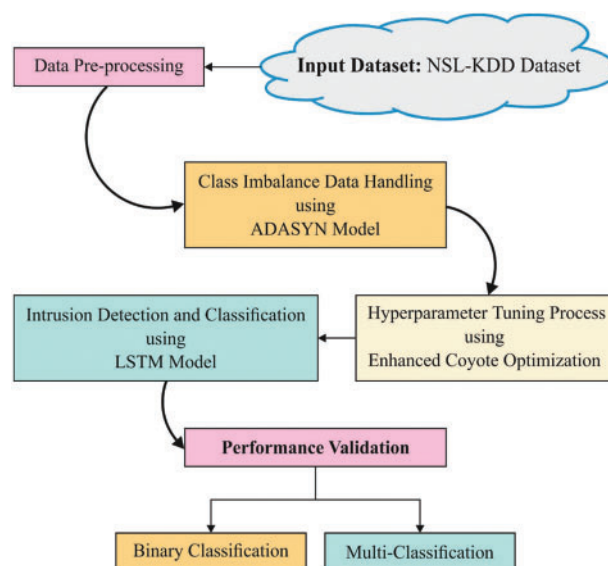 Data Pre-processing
Input Dataset: NSL-KDD Dataset
Class Imbalance Data Handling
using
ADASYN Model
Intrusion Detection and Classification
using
LSTM Model
Hyperparameter Tuning Process
using
Enhanced Coyote Optimization
Performance Validation
Binary Classification
Multi-Classification